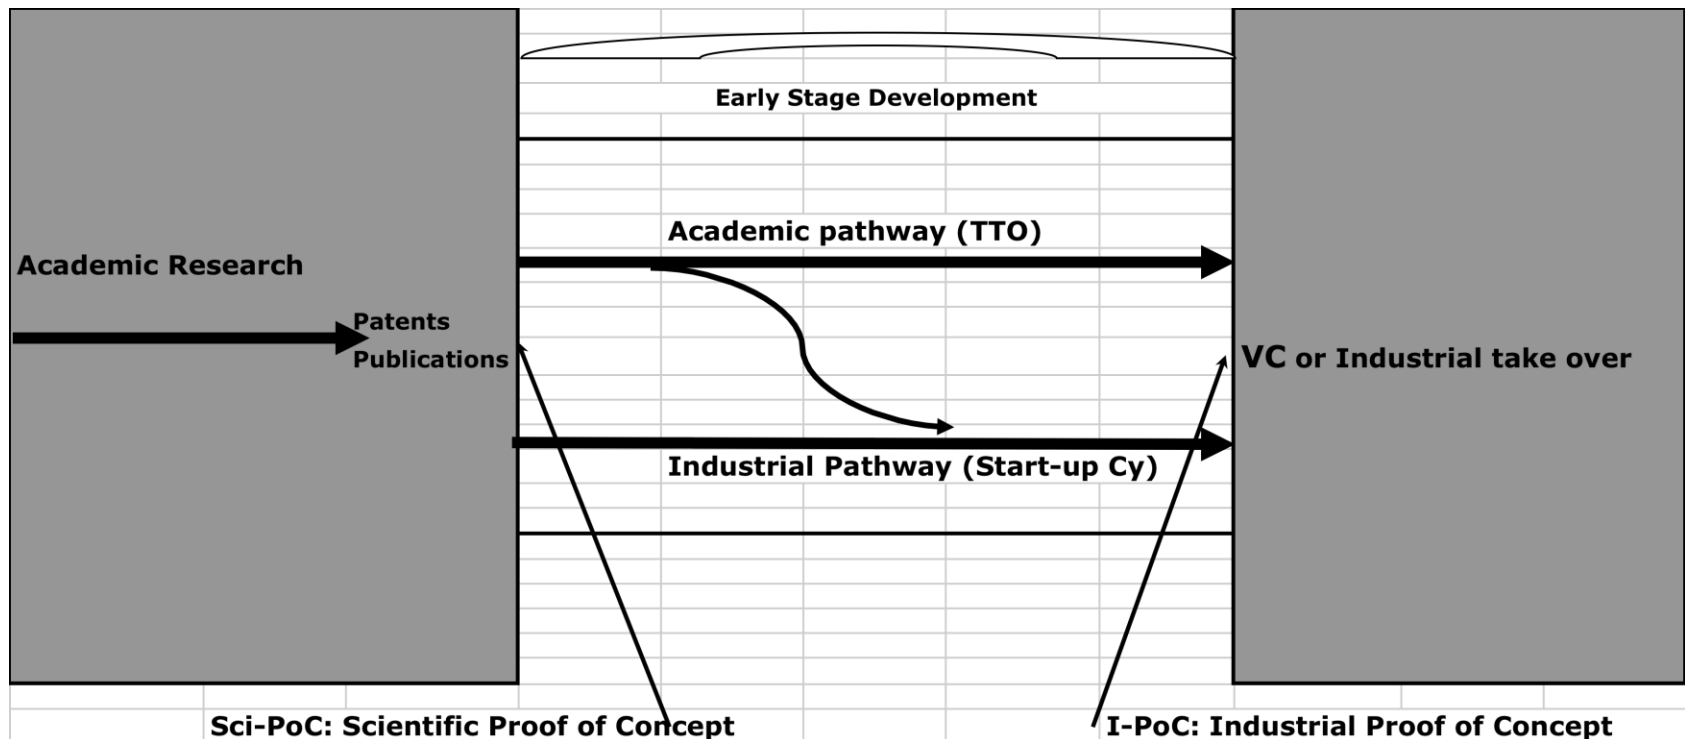 Early Stage Development
Academic pathway (TTO)
Academic Research
Patents
Publications
VC or Industrial take over
Industrial Pathway (Start-up Cy)
Sci-PoC: Scientific Proof of Concept
I-PoC: Industrial Proof of Concept